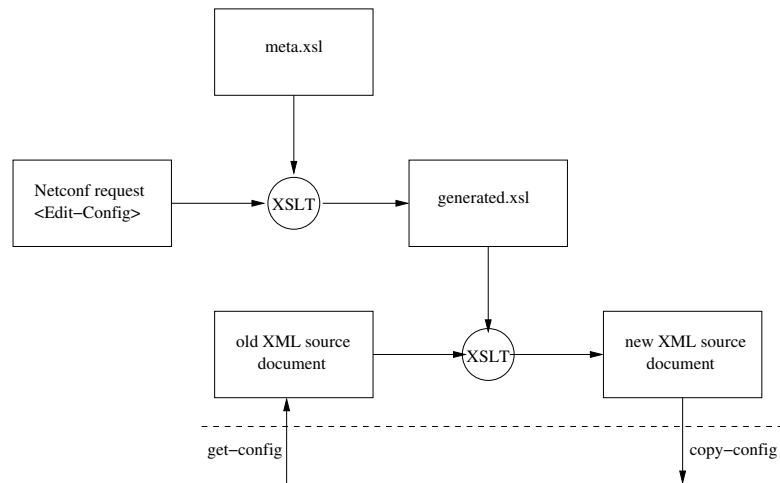 meta.xsl
Netconf request
<Edit−Config>
XSLT
generated.xsl
old XML source
document
XSLT
new XML source
document
get−config
copy−config